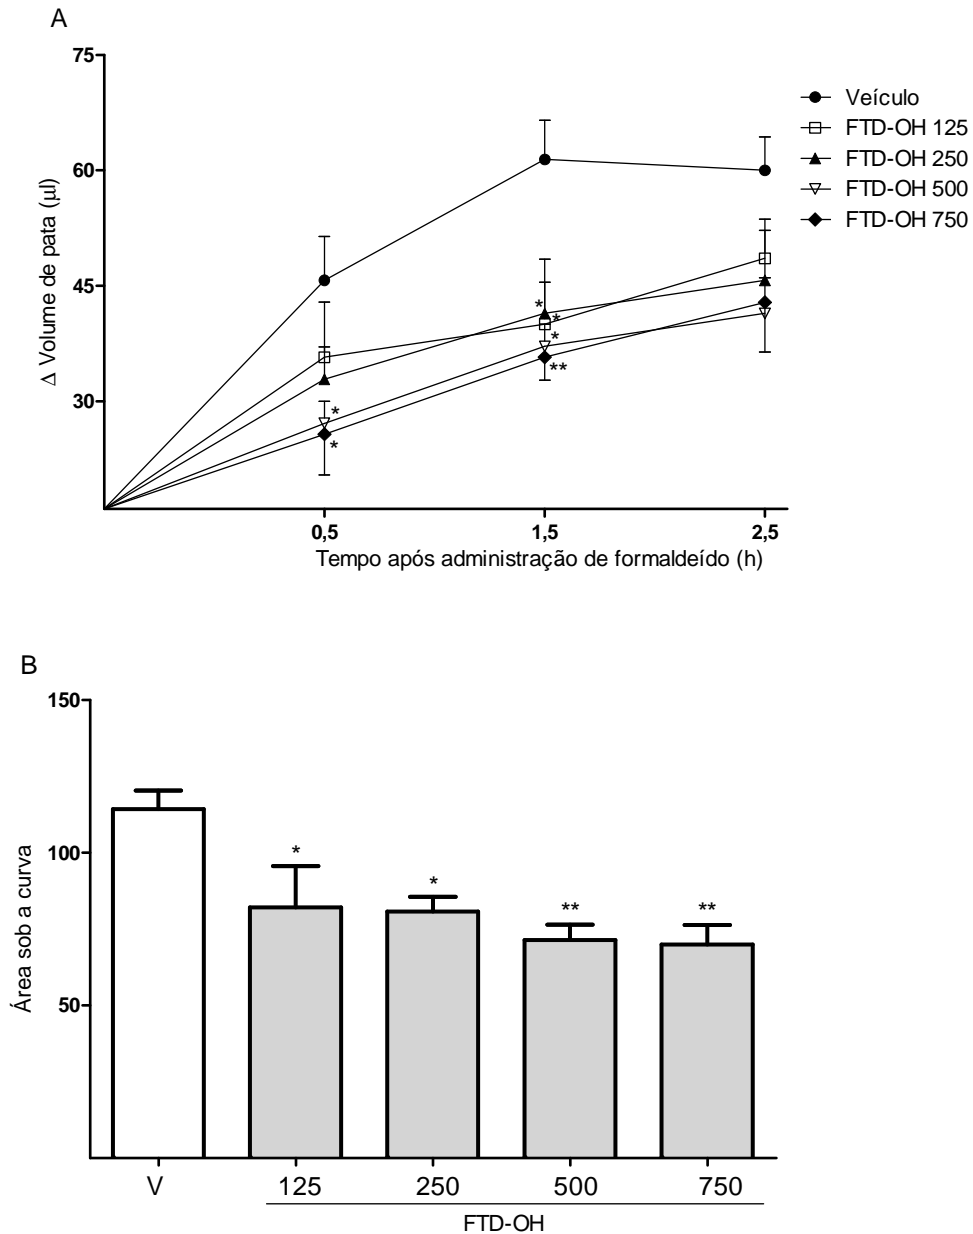 A
75
60
45
30
Δ Volume de pata (µl)
Veículo
FTD-OH 125
FTD-OH 250
FTD-OH 500
FTD-OH 750
*
*
*
**
*
*
0,5
1,5
2,5
Tempo após administração de formaldeído (h)
B
150
100
50
Área sob a curva
*
*
**
**
V
125
250
500
750
FTD-OH